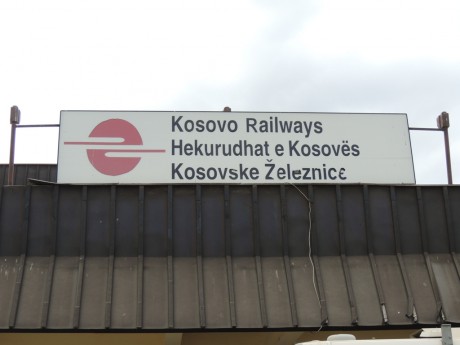 Kosovo Railways
Hekurudhat e Kosovës
Kosovske Železnice